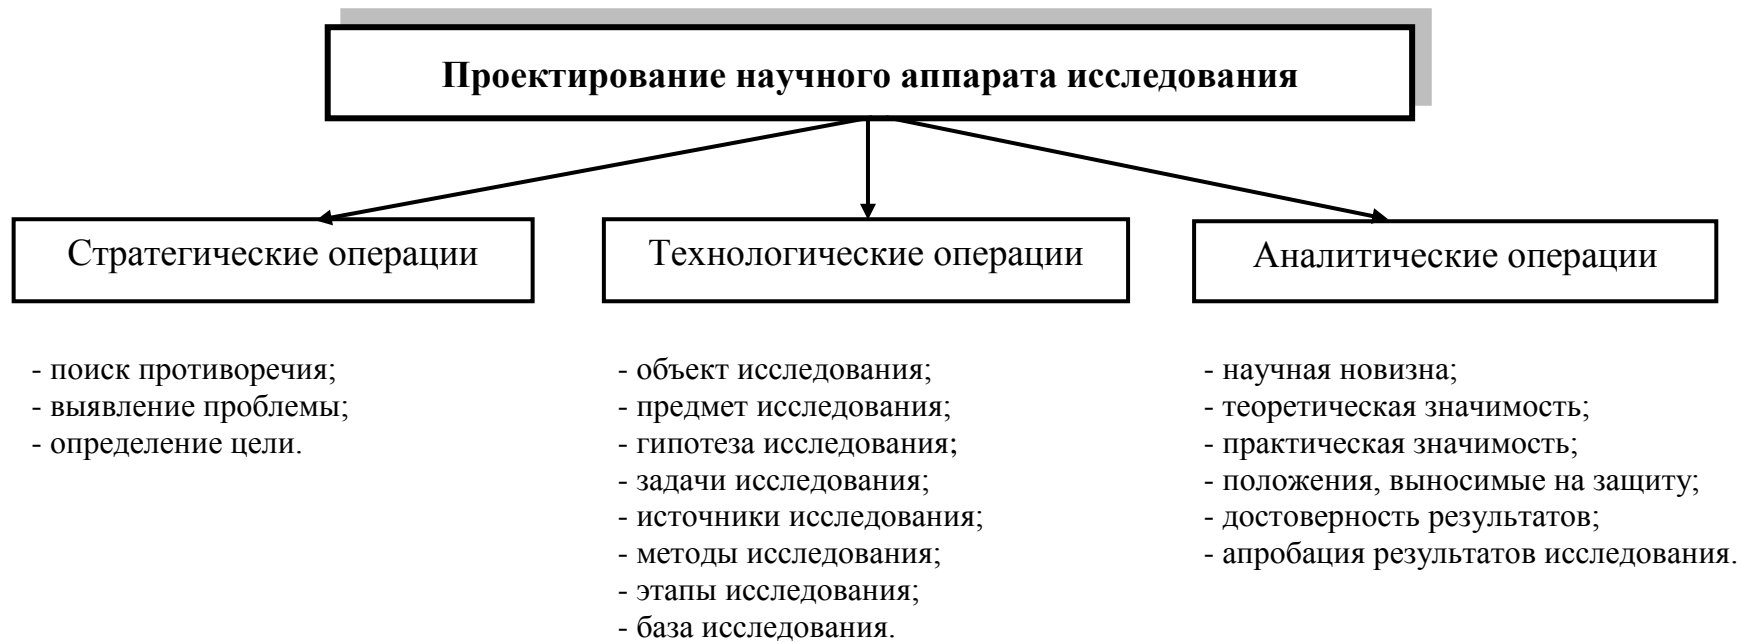 Проектирование научного аппарата исследования
Стратегические операции
- поиск противоречия;
- выявление проблемы;
- определение цели.
Технологические операции
- объект исследования;
- предмет исследования;
- гипотеза исследования;
- задачи исследования;
- источники исследования;
- методы исследования;
- этапы исследования;
- база исследования.
Аналитические операции
- научная новизна;
- теоретическая значимость;
- практическая значимость;
- положения, выносимые на защиту;
- достоверность результатов;
- апробация результатов исследования.